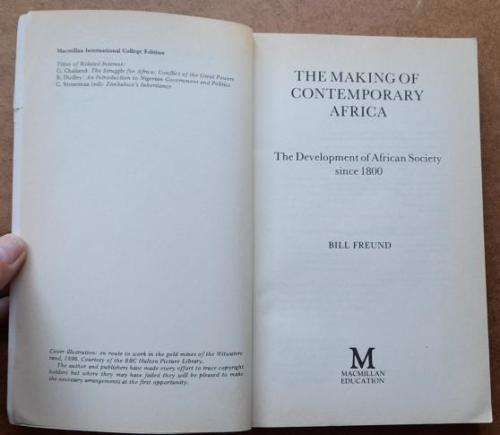 Macmillan International College Edition
Titles of Related Interest:
G. Chaliand: The Struggle for Africa: Conflict of the Great Powers
B. Dudley: An Introduction to Nigerian Government and Politics
C. Stoneman (ed): Zimbabwe's Inheritance
Cover illustration: en route to work in the gold mines of the Witwaters-
rand, 1890. Courtesy of the BBC Hulton Picture Library.
The author and publishers have made every effort to trace copyright
holders but where they may have failed they will be pleased to make
the necessary arrangements at the first opportunity.
THE MAKING OF
CONTEMPORARY
AFRICA
The Development of African Society
since 1800
BILL FREUND
M
MACMILLAN
EDUCATION